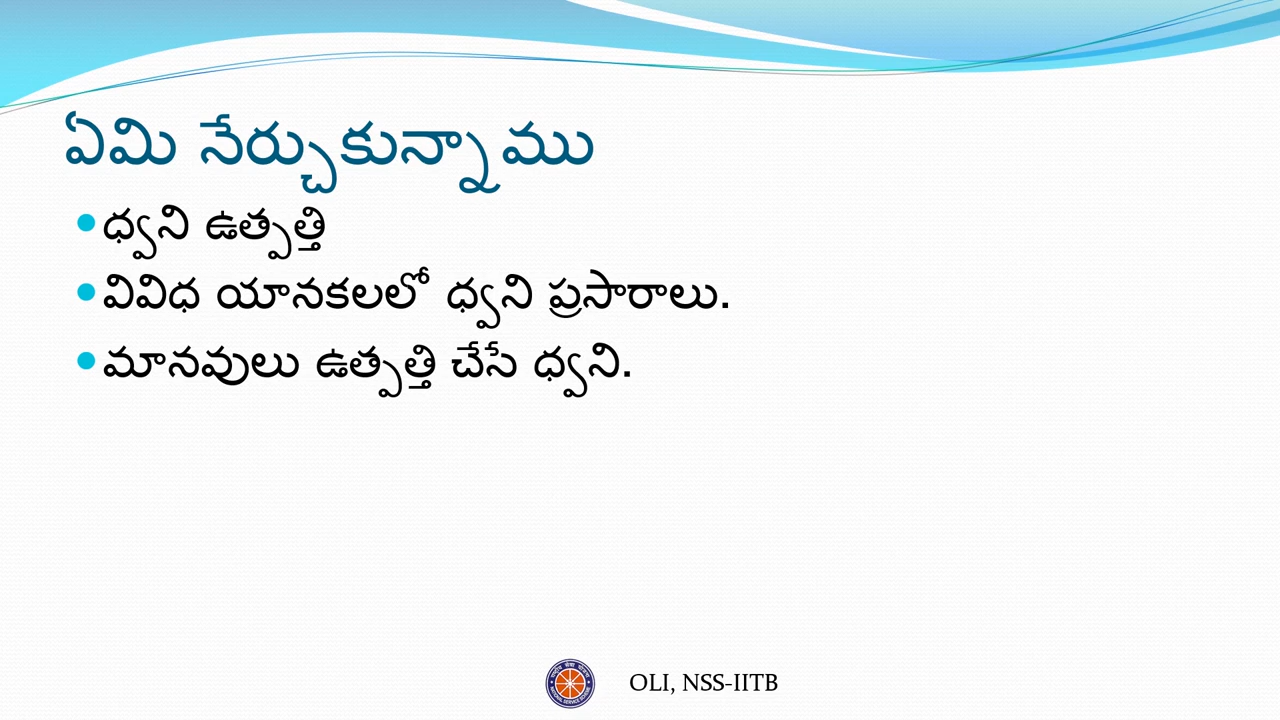 ఏమి నేర్చుకున్నాము
ధ్వని ఉత్పత్తి
వివిధ యానకలలో ధ్వని ప్రసారాలు.
మానవులు ఉత్పత్తి చేసే ధ్వని.
OLI, NSS-IITB